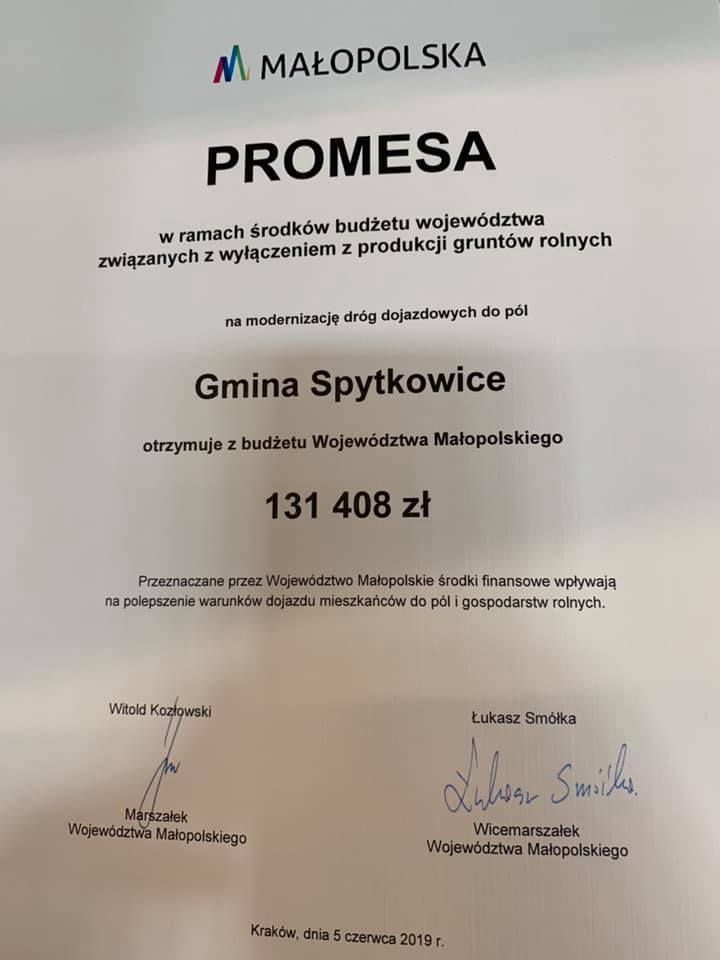 MAŁOPOLSKA
PROMESA
w ramach środków budżetu województwa
związanych z wyłączeniem z produkcji gruntów rolnych
na modernizację dróg dojazdowych do pól
Gmina Spytkowice
otrzymuje z budżetu Województwa Małopolskiego
131 408 zł
Przeznaczane przez Województwo Małopolskie środki finansowe wpływają
na polepszenie warunków dojazdu mieszkańców do pól i gospodarstw rolnych.
Witold Kozłowski
Marszałek
Województwa Małopolskiego
Łukasz Smółka
Łukasz Smółka
Wicemarszałek
Województwa Małopolskiego
Kraków, dnia 5 czerwca 2019 r.